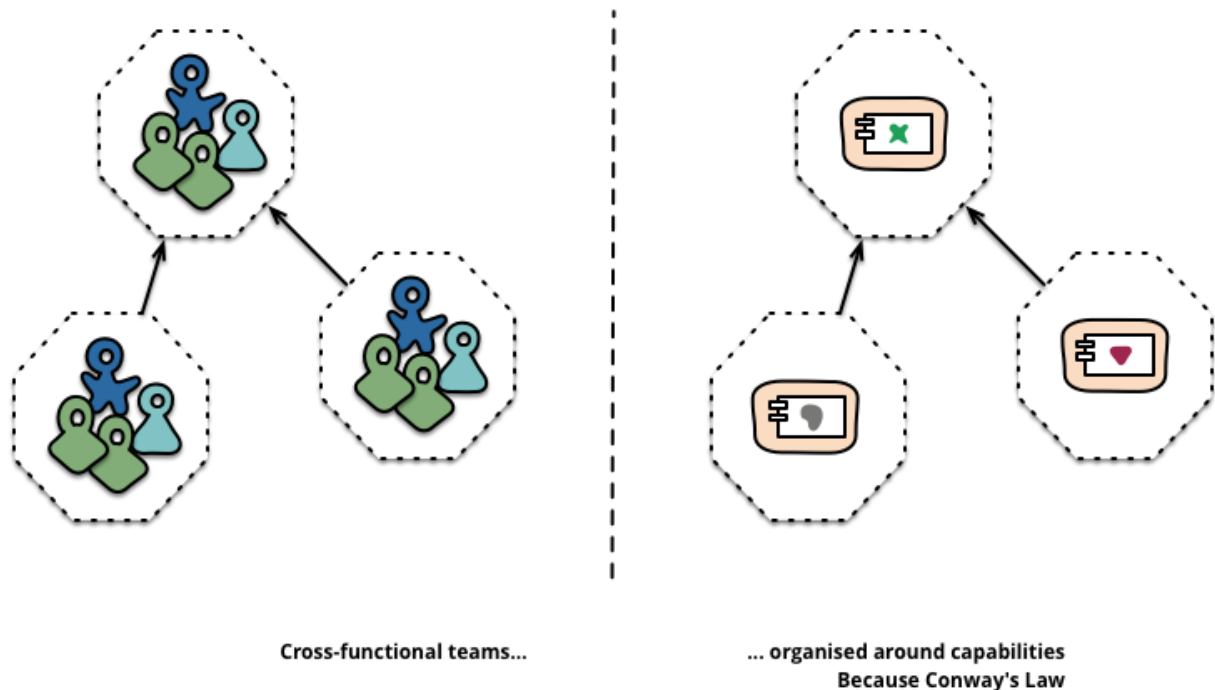 Cross-functional teams...
... organised around capabilities
Because Conway's Law